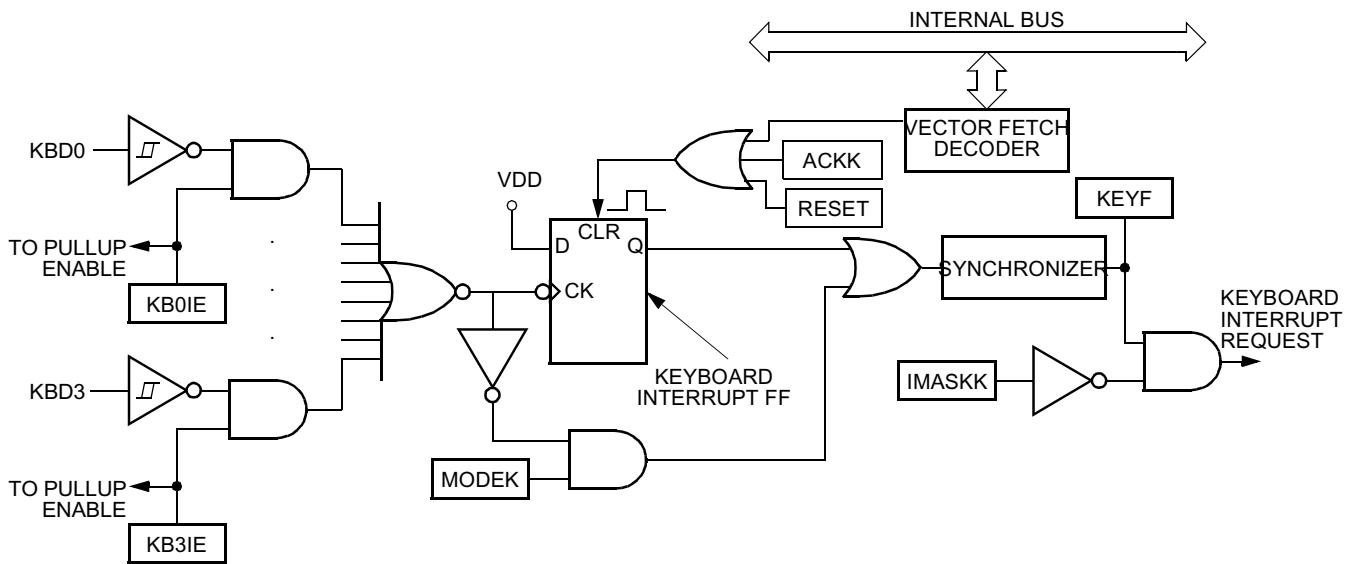 INTERNAL BUS
VECTOR FETCH
DECODER
KBD0
ACKK
RESET
VDD
KEYF
CLR
D
Q
CK
TO PULLUP
ENABLE
KB0IE
SYNCHRONIZER
KEYBOARD
INTERRUPT
REQUEST
KEYBOARD
INTERRUPT FF
IMASKK
KBD3
MODEK
TO PULLUP
ENABLE
KB3IE